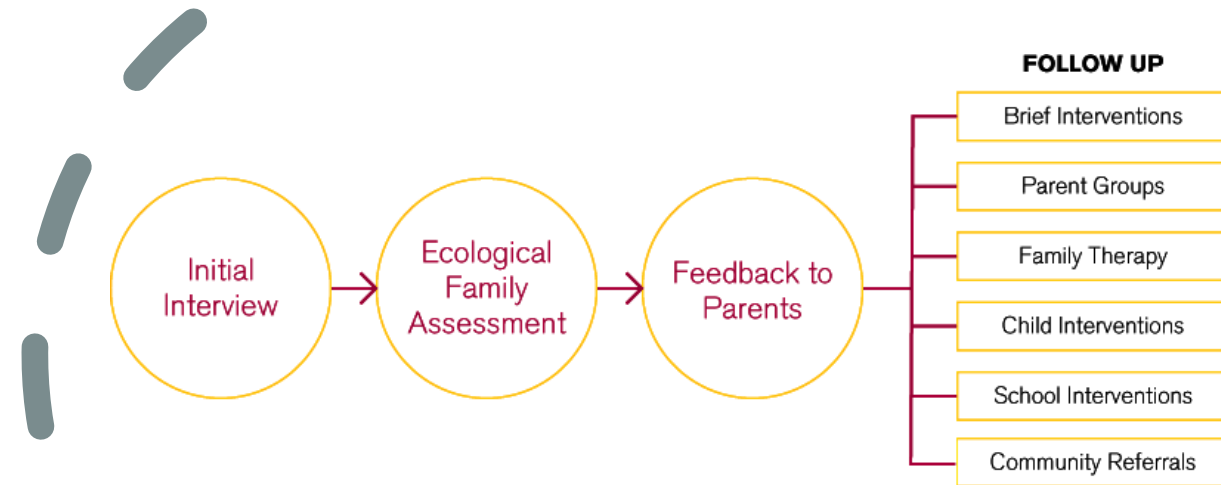 Initial
Interview
Ecological
Family
Assessment
Feedback to
Parents
FOLLOW UP
Brief Interventions
Parent Groups
Family Therapy
Child Interventions
School Interventions
Community Referrals